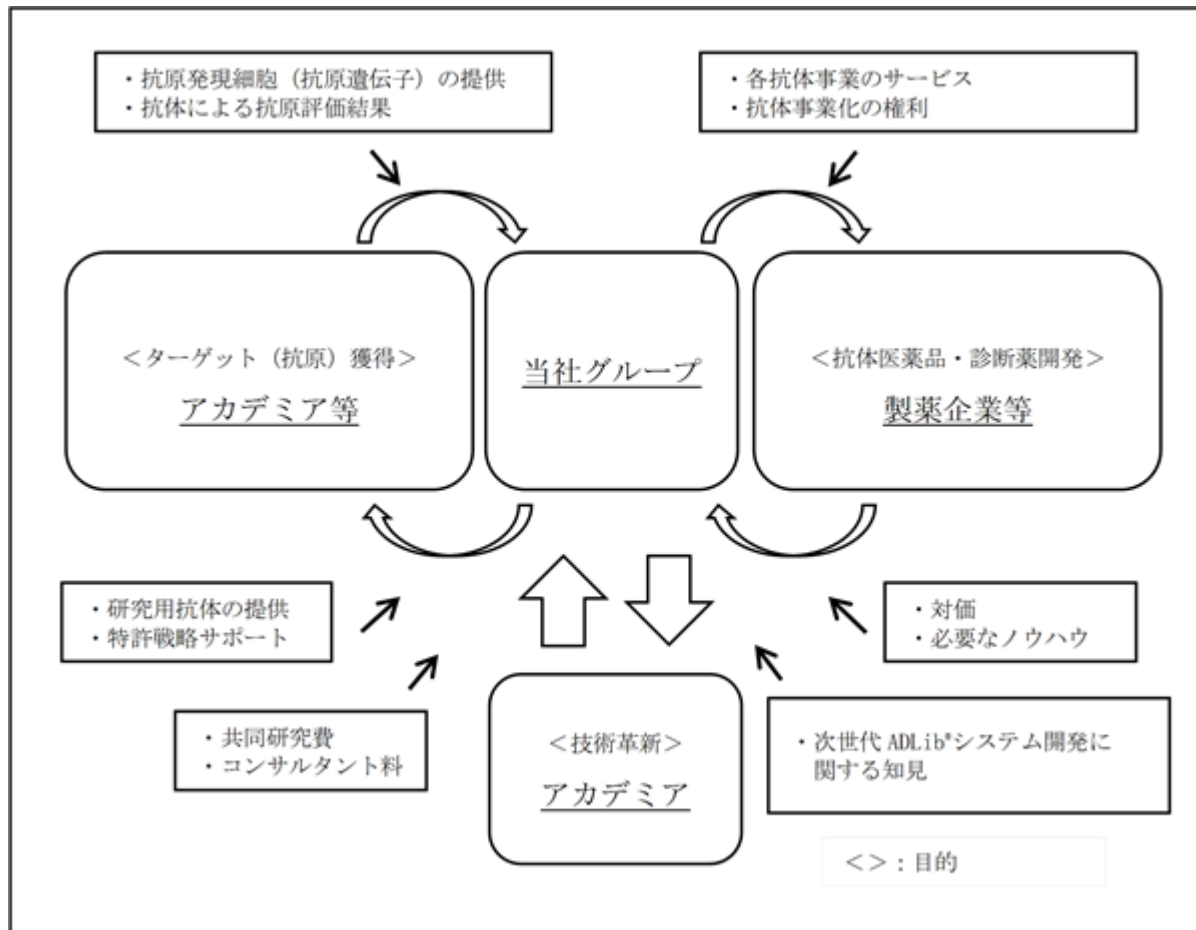 ・抗原発現細胞（抗原遺伝子）の提供
・抗体による抗原評価結果
・各抗体事業のサービス
・抗体事業化の権利
＜ターゲット（抗原）獲得＞
アカデミア等
当社グループ
＜抗体医薬品・診断薬開発＞
製薬企業等
・研究用抗体の提供
・特許戦略サポート
・対価
・必要なノウハウ
・共同研究費
・コンサルタント料
＜技術革新＞
アカデミア
・次世代 ADLib®システム開発に
関する知見
＜＞：目的